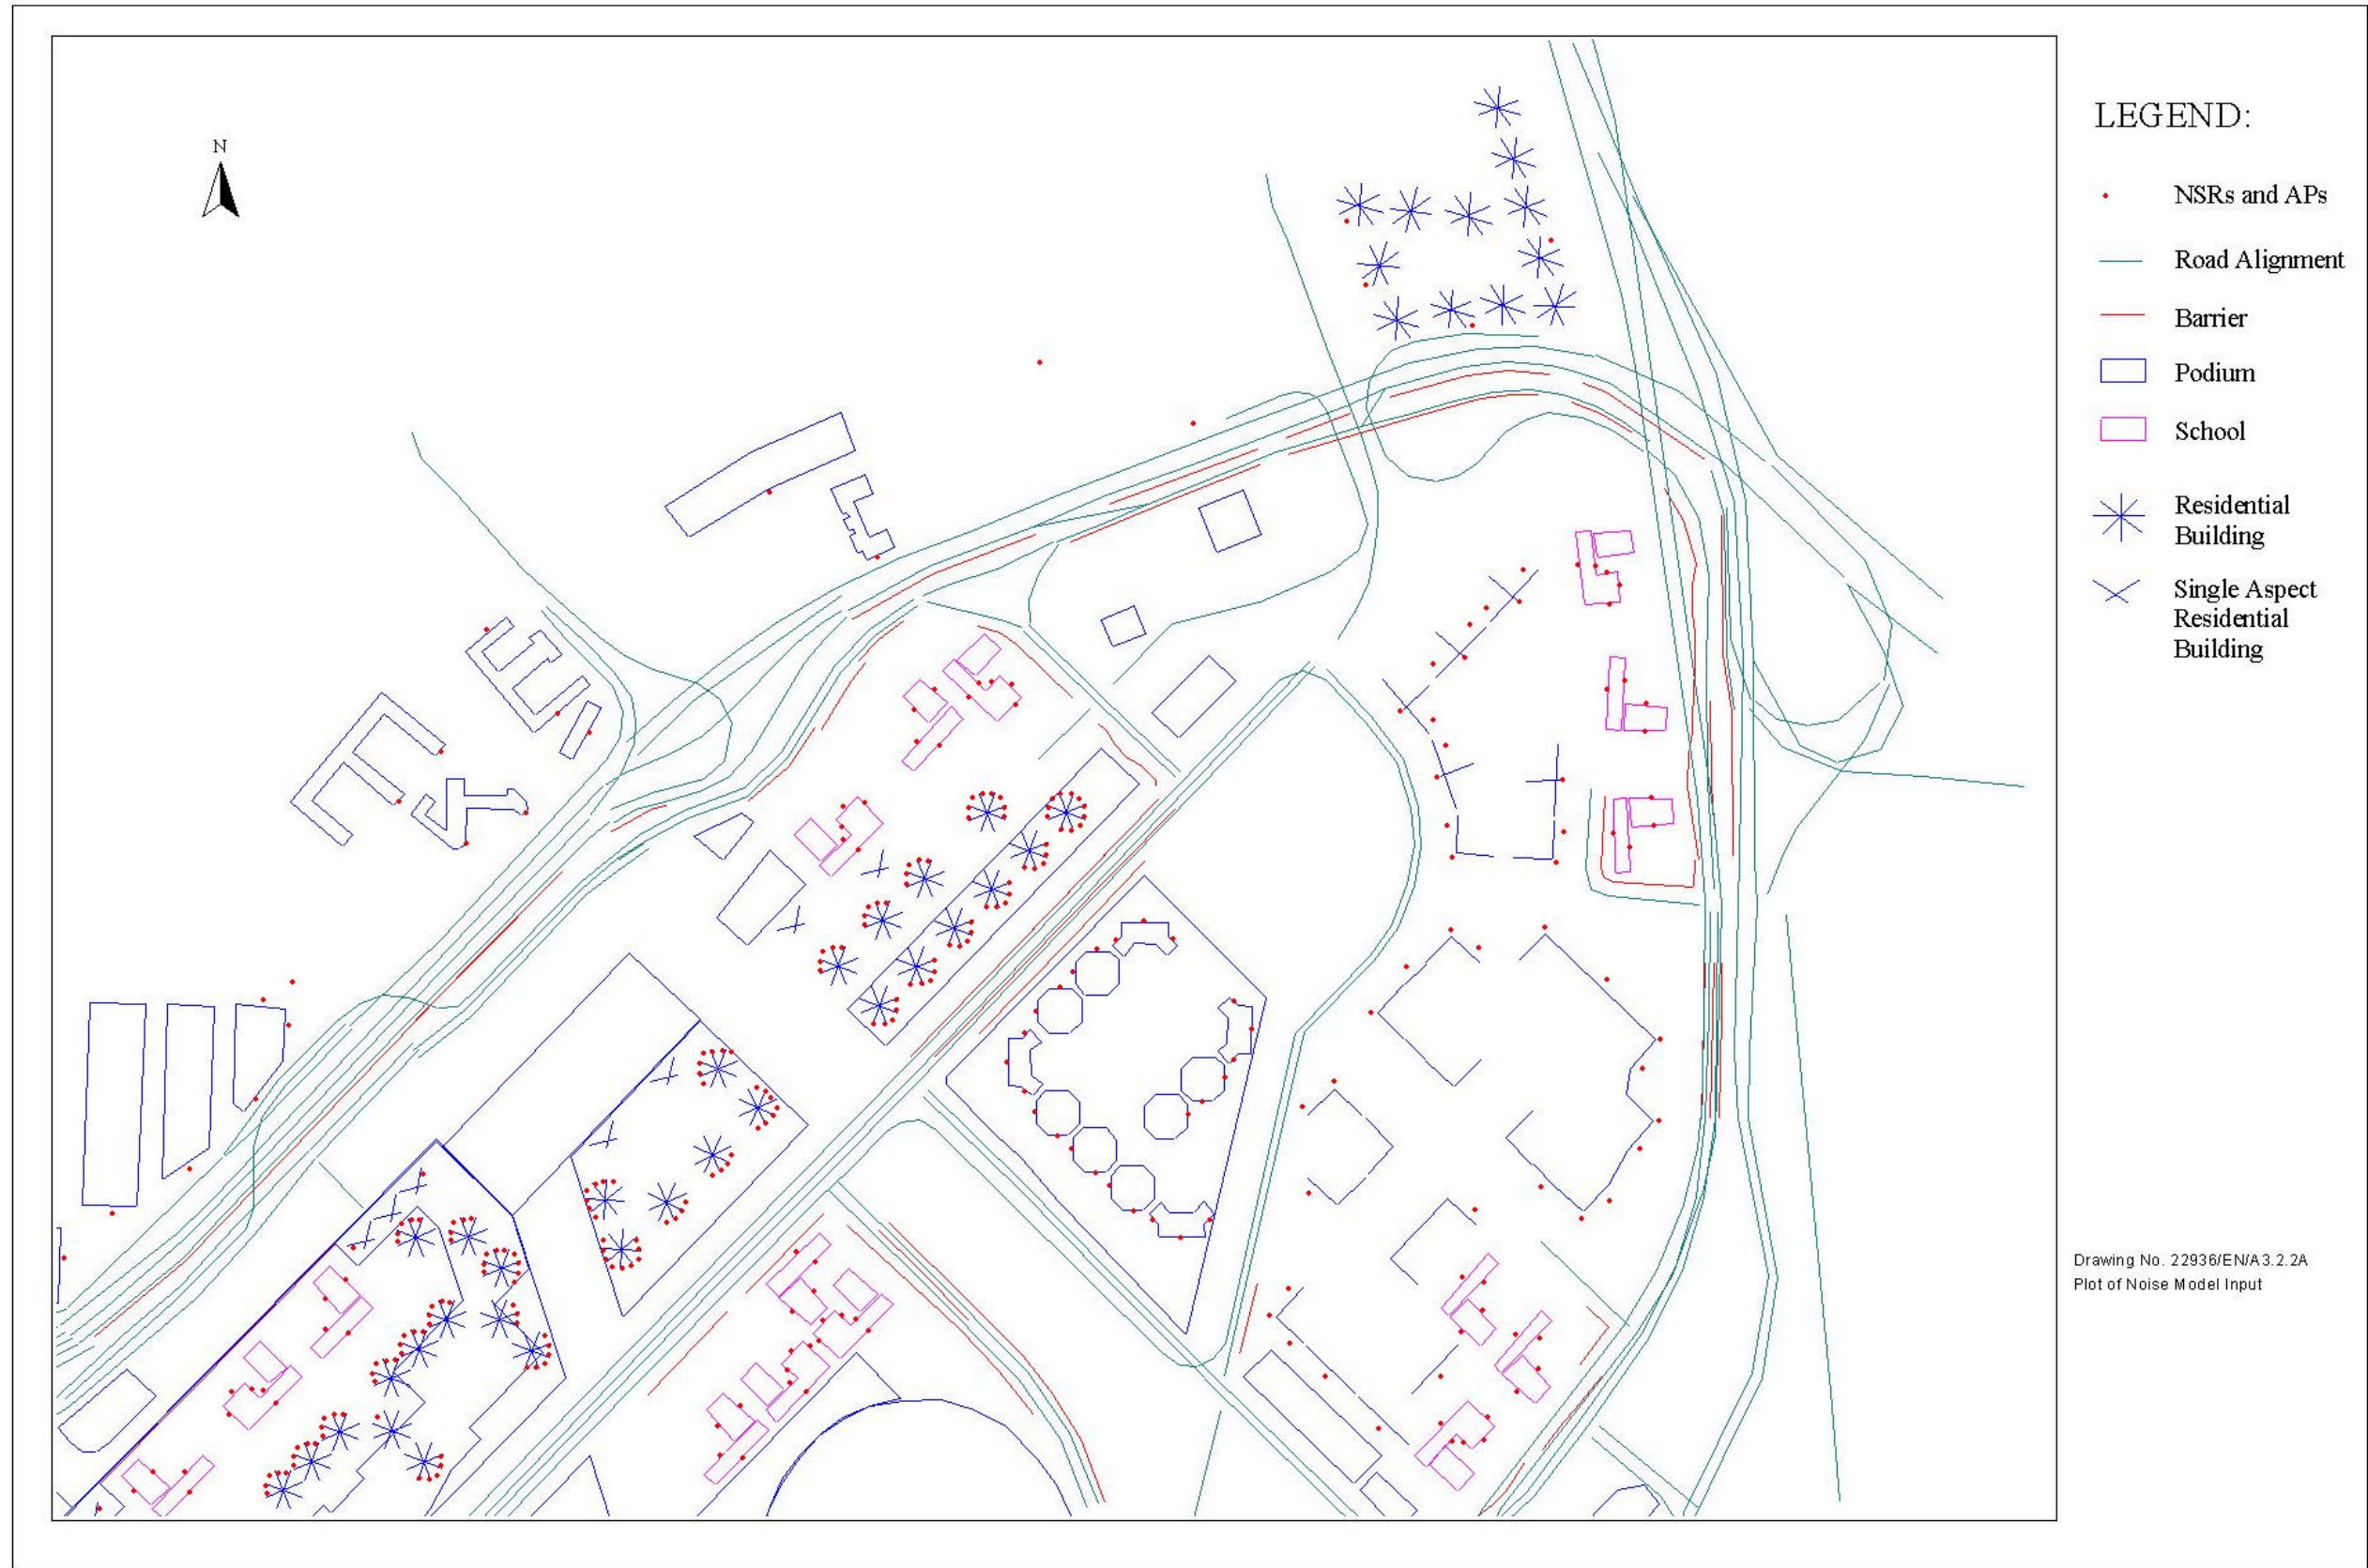 N
LEGEND:
NSRs and APs
Road Alignment
Barrier
Podium
School
Residential
Building
Single Aspect
Residential
Building
Drawing No. 22936/EN/A3.2.2A
Plot of Noise Model Input